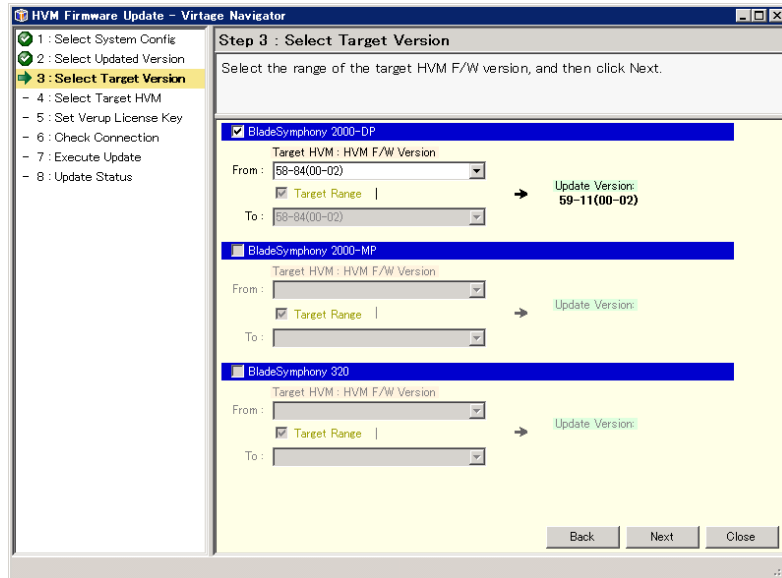 HVM Firmware Update - Virtage Navigator
1 : Select System Config
2 : Select Updated Version
3 : Select Target Version
- 4 : Select Target HVM
- 5 : Set Verup License Key
- 6 : Check Connection
- 7 : Execute Update
- 8 : Update Status
Step 3 : Select Target Version
Select the range of the target HVM F/W version, and then click Next.
BladeSymphony 2000-DP
Target HVM : HVM F/W Version
From : 58-84(00-02)
Target Range |
To : 58-84(00-02)
Update Version:
59-11(00-02)
BladeSymphony 2000-MP
Target HVM : HVM F/W Version
From :
Target Range |
To :
Update Version:
BladeSymphony 320
Target HVM : HVM F/W Version
From :
Target Range |
To :
Update Version:
Back Next Close